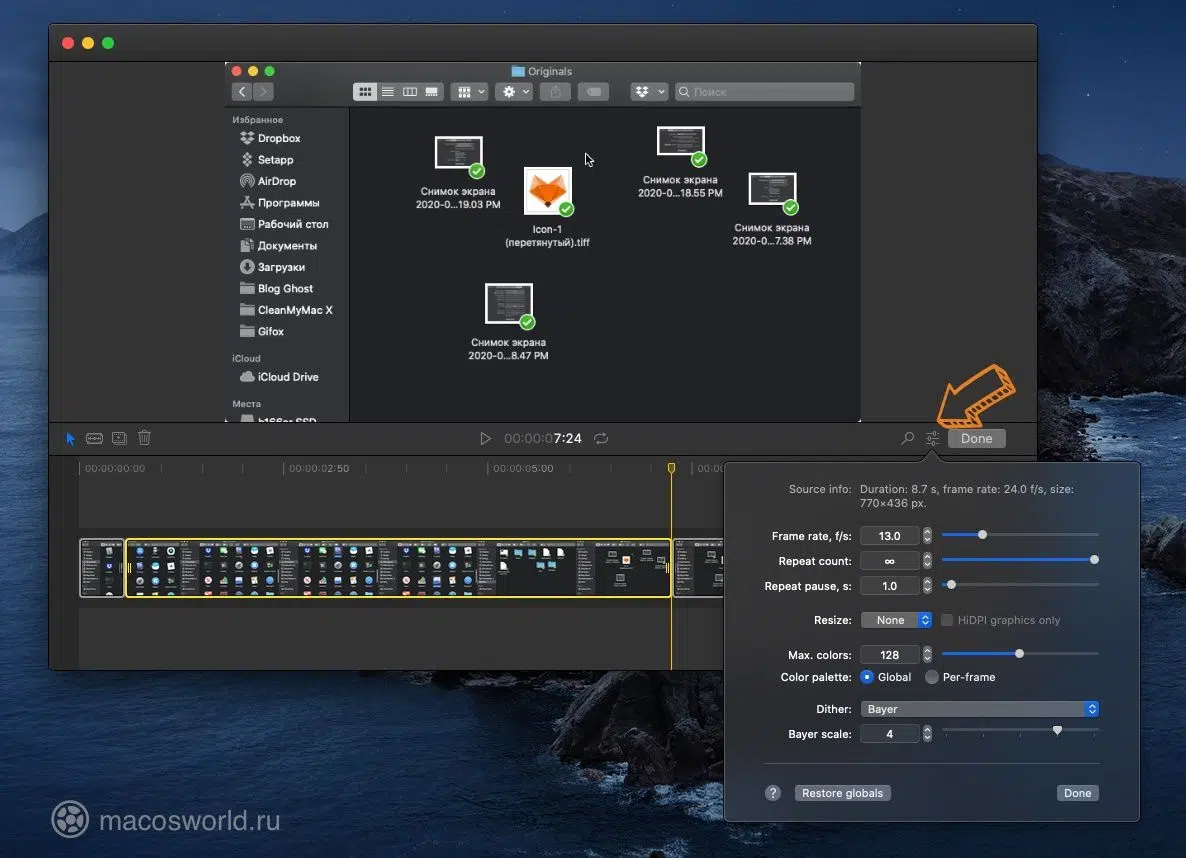 Originals
Поиск
Избранное
Dropbox
Setapp
AirDrop
Программы
Рабочий стол
Документы
Загрузки
Blog Ghost
CleanMyMac X
Gifox
iCloud
iCloud Drive
Места
Снимок экрана
2020-0...19.03 PM
Icon-1
(перетянутый).tiff
Снимок экрана
2020-0...18.55 PM
Снимок экрана
2020-0...7.38 PM
Снимок экрана
2020-0...8.47 PM
00:00:07:24
Done
00:00:00:00
00:00:02:50
00:00:05:00
00:0
Source info: Duration: 8.7 s, frame rate: 24.0 f/s, size:
770×436 px.
Frame rate, f/s: 13.0
Repeat count: ∞
Repeat pause, s: 1.0
Resize: None HiDPI graphics only
Max. colors: 128
Color palette: Global Per-frame
Dither: Bayer
Bayer scale: 4
? Restore globals Done
macosworld.ru